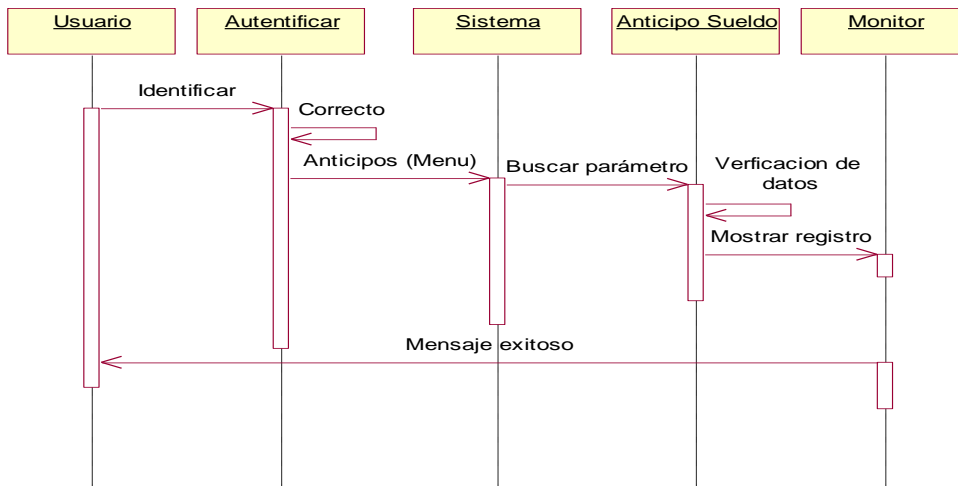 Usuario
Autentificar
Sistema
Anticipo Sueldo
Monitor
Identificar
Correcto
Anticipos (Menu)
Buscar parámetro
Verficacion de
datos
Mostrar registro
Mensaje exitoso